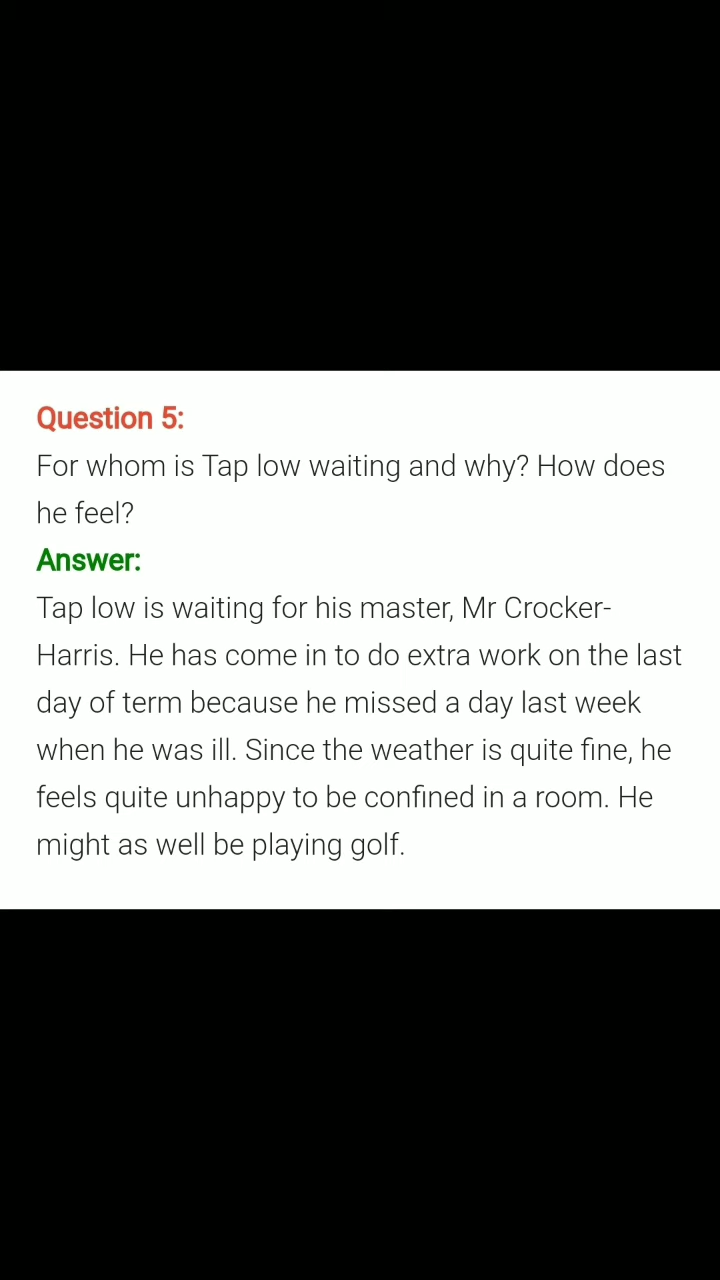 Question 5:
For whom is Tap low waiting and why? How does
he feel?
Answer:
Tap low is waiting for his master, Mr Crocker-
Harris. He has come in to do extra work on the last
day of term because he missed a day last week
when he was ill. Since the weather is quite fine, he
feels quite unhappy to be confined in a room. He
might as well be playing golf.